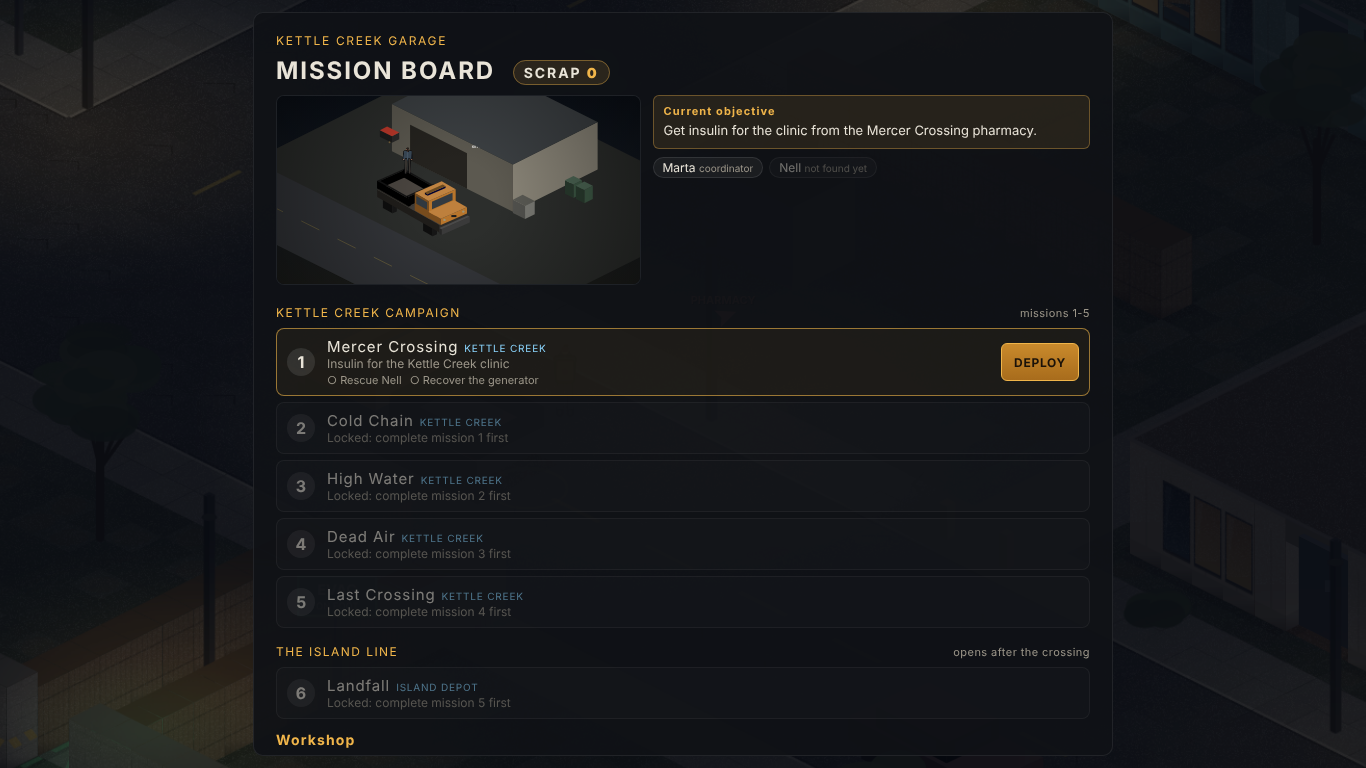 KETTLE CREEK GARAGE
MISSION BOARD SCRAP 0
Current objective
Get insulin for the clinic from the Mercer Crossing pharmacy.
Marta coordinator Nell not found yet
KETTLE CREEK CAMPAIGN missions 1-5
1 Mercer Crossing KETTLE CREEK
Insulin for the Kettle Creek clinic
Rescue Nell Recover the generator
DEPLOY
2 Cold Chain KETTLE CREEK
Locked: complete mission 1 first
3 High Water KETTLE CREEK
Locked: complete mission 2 first
4 Dead Air KETTLE CREEK
Locked: complete mission 3 first
5 Last Crossing KETTLE CREEK
Locked: complete mission 4 first
THE ISLAND LINE opens after the crossing
6 Landfall ISLAND DEPOT
Locked: complete mission 5 first
Workshop